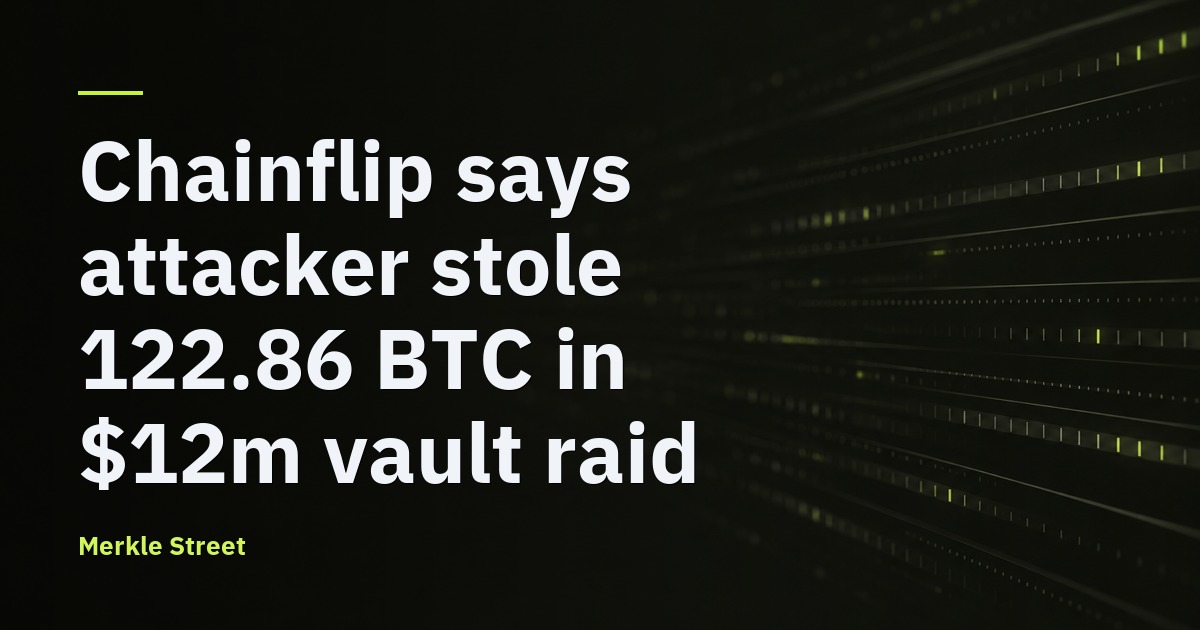 Chainflip says
attacker stole
122.86 BTC in
$12m vault raid
Merkle Street